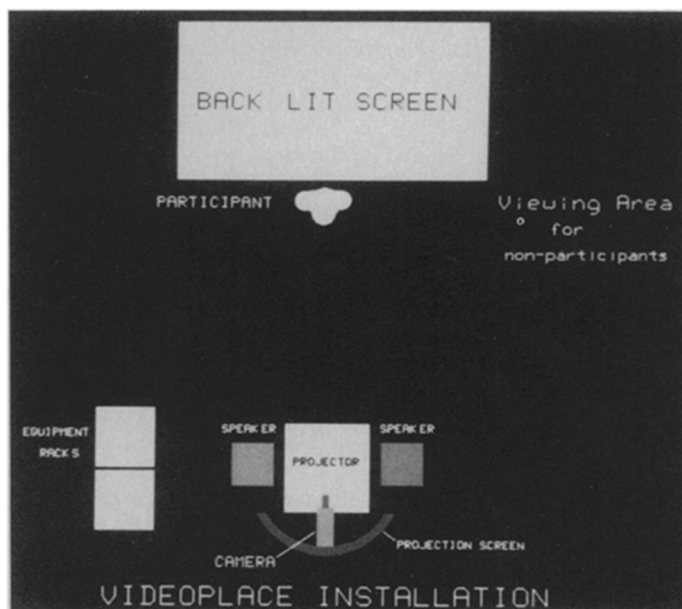 BACK LIT SCREEN
PARTICIPANT
Viewing Area
for
non-participants
EQUIPMENT
RACKS
SPEAKER
SPEAKER
PROJECTOR
CAMERA
PROJECTION SCREEN
VIDEOPLACE INSTALLATION